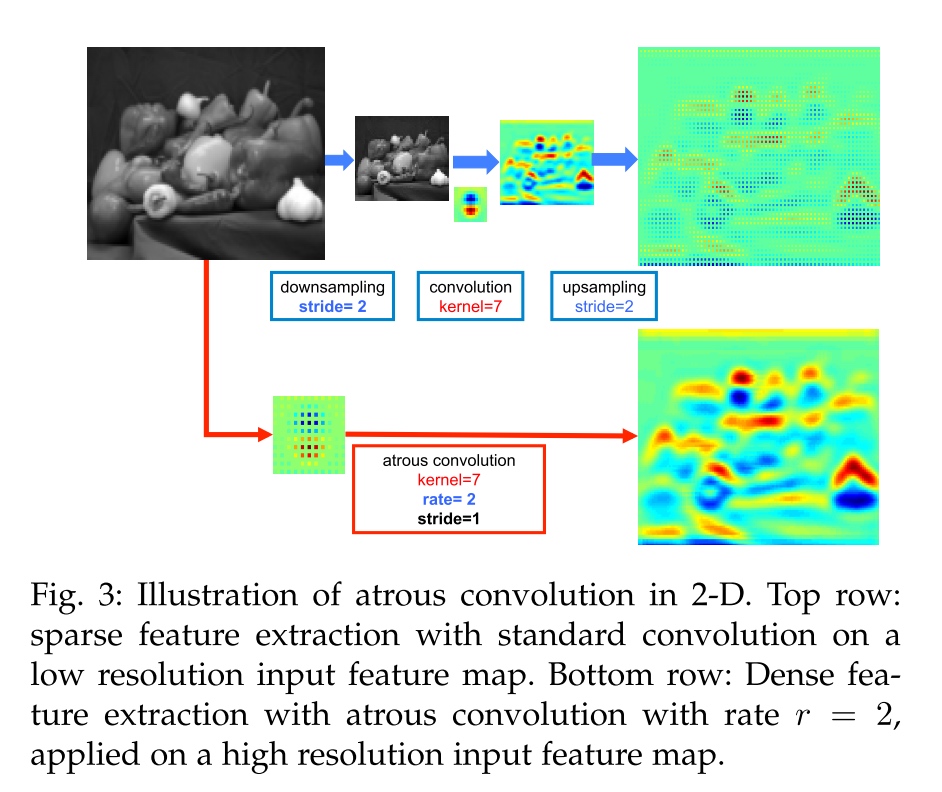 downsampling
stride= 2
convolution
kernel=7
upsampling
stride=2
atrous convolution
kernel=7
rate= 2
stride=1
Fig. 3: Illustration of atrous convolution in 2-D. Top row:
sparse feature extraction with standard convolution on a
low resolution input feature map. Bottom row: Dense fea-
ture extraction with atrous convolution with rate r = 2,
applied on a high resolution input feature map.